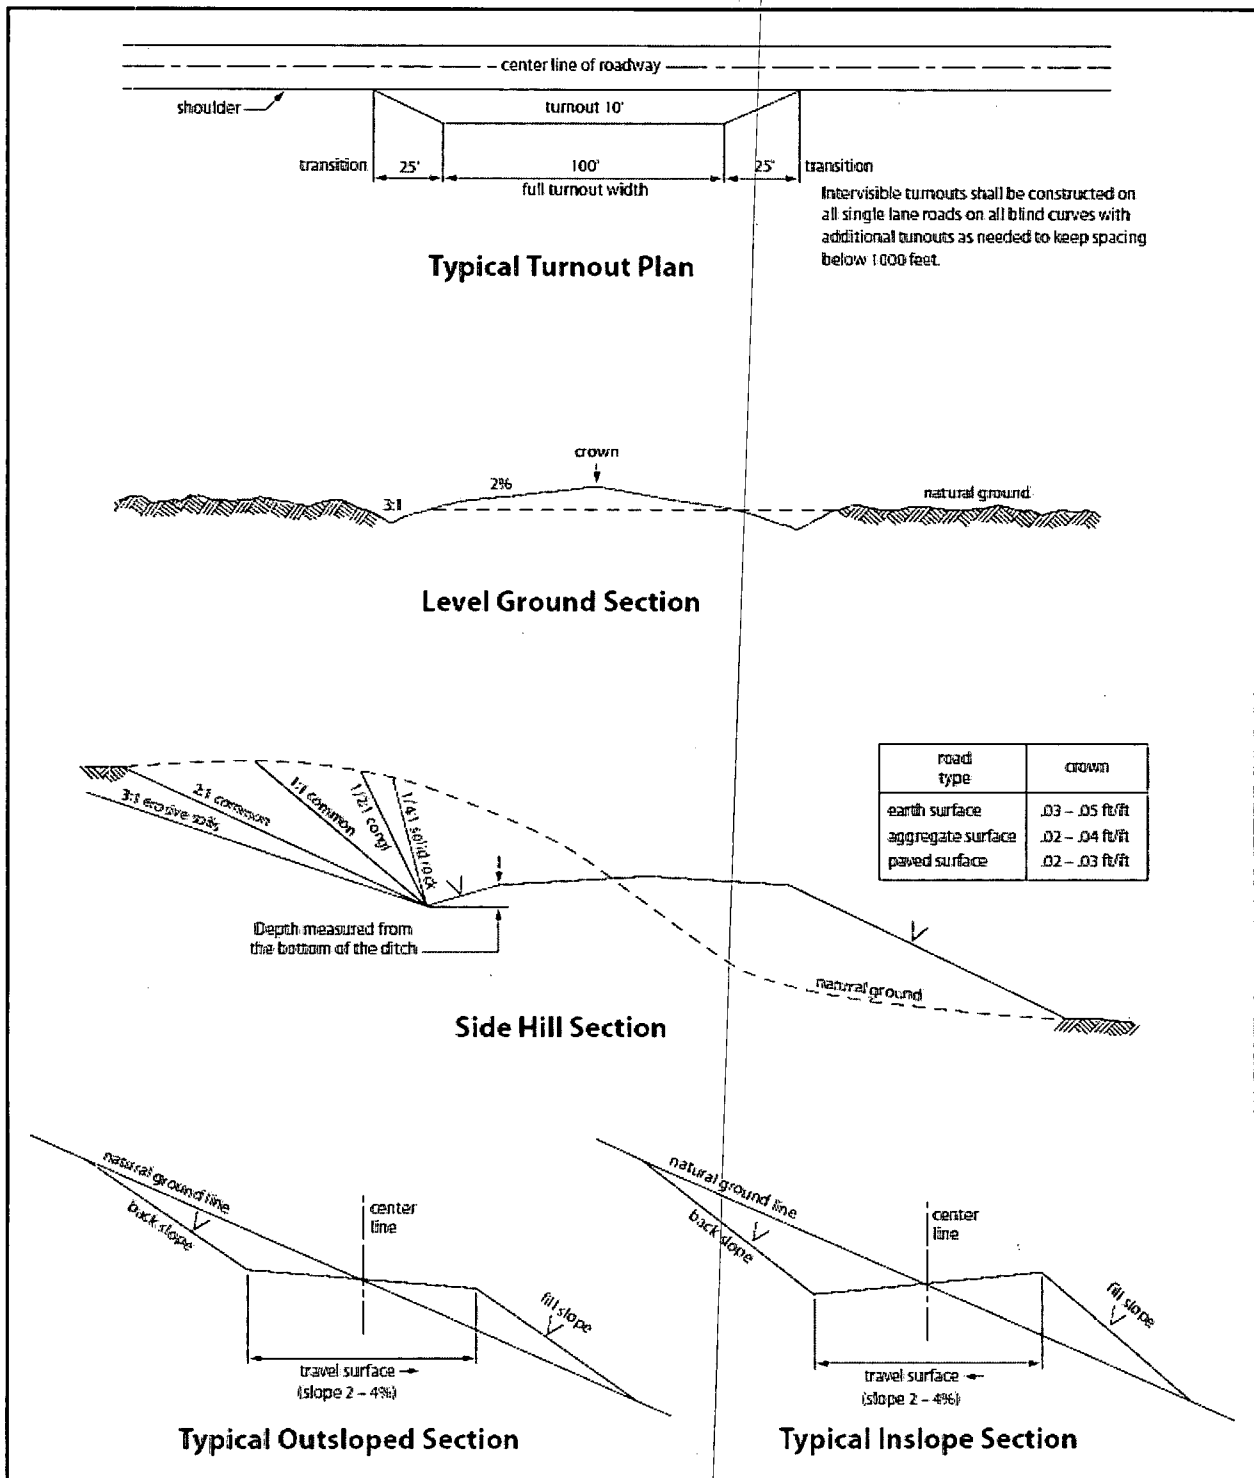 center line of roadway
shoulder
turnout 10'
transition
25'
100'
25'
transition
full turnout width
Intervisible turnouts shall be constructed on
all single lane roads on all blind curves with
additional tunouts as needed to keep spacing
below 1000 feet.
Typical Turnout Plan
crown
2%
3:1
natural ground
Level Ground Section
road
type
crown
earth surface
.03 – .05 ft/ft
aggregate surface
.02 – .04 ft/ft
paved surface
.02 – .03 ft/ft
3:1 erosive soils
2:1 common
1:1 common
1/2:1 congl
1/4:1 solid rock
Depth measured from
the bottom of the ditch
natural ground
Side Hill Section
natural ground line
back slope
center
line
fill slope
travel surface
(slope 2 – 4%)
Typical Outsloped Section
natural ground line
back slope
center
line
fill slope
travel surface
(slope 2 – 4%)
Typical Inslope Section